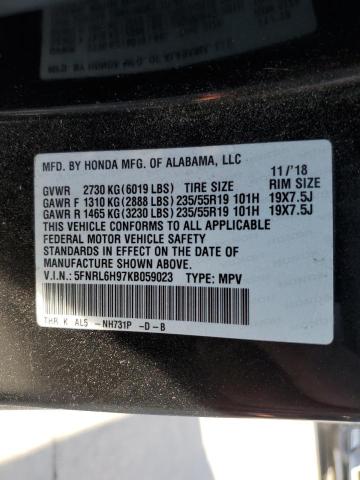 MFD. BY HONDA MFG. OF ALABAMA, LLC 11/'18
GVWR 2730 KG (6019 LBS) TIRE SIZE RIM SIZE
GAWR F 1310 KG (2888 LBS) 235/55R19 101H 19X7.5J
GAWR R 1465 KG (3230 LBS) 235/55R19 101H 19X7.5J
THIS VEHICLE CONFORMS TO ALL APPLICABLE
FEDERAL MOTOR VEHICLE SAFETY
STANDARDS IN EFFECT ON THE DATE OF
MANUFACTURE SHOWN ABOVE.
V.I.N.: 5FNRL6H97KB059023 TYPE: MPV
THR K AL5 -NH731P -D-B